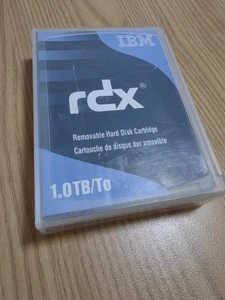 IBM
rdx®
Removable Hard Disk Cartridge
Cartouche de disque dur amovible
1.0TB/To